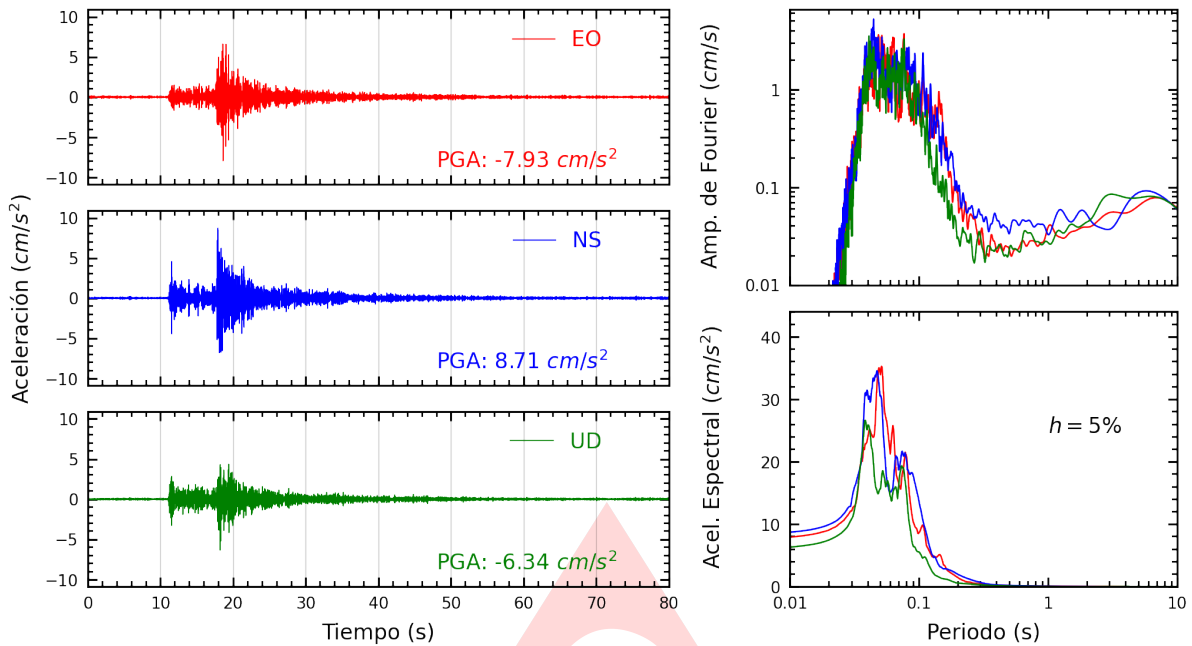 Aceleración (cm/s²)
10
5
0
−5
−10
EO
PGA: -7.93 cm/s²
10
5
0
−5
−10
NS
PGA: 8.71 cm/s²
10
5
0
−5
−10
UD
PGA: -6.34 cm/s²
0 10 20 30 40 50 60 70 80
Tiempo (s)
Amp. de Fourier (cm/s)
1
0.1
0.01
Acel. Espectral (cm/s²)
40
30
20
10
0
h = 5%
0.01 0.1 1 10
Periodo (s)